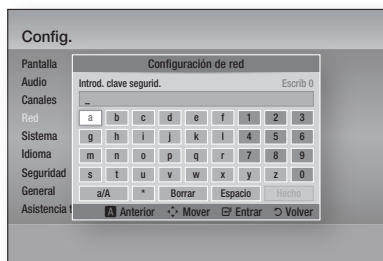 Config.
Pantalla
Audio
Canales
Red
Sistema
Idioma
Seguridad
General
Asistencia t
Configuración de red
Introd. clave segurid. Escrib 0
_
a b c d e f 1 2 3
g h i j k l 4 5 6
m n o p q r 7 8 9
s t u v w x y z 0
a/A * Borrar Espacio Hecho
A Anterior Mover Entrar Volver